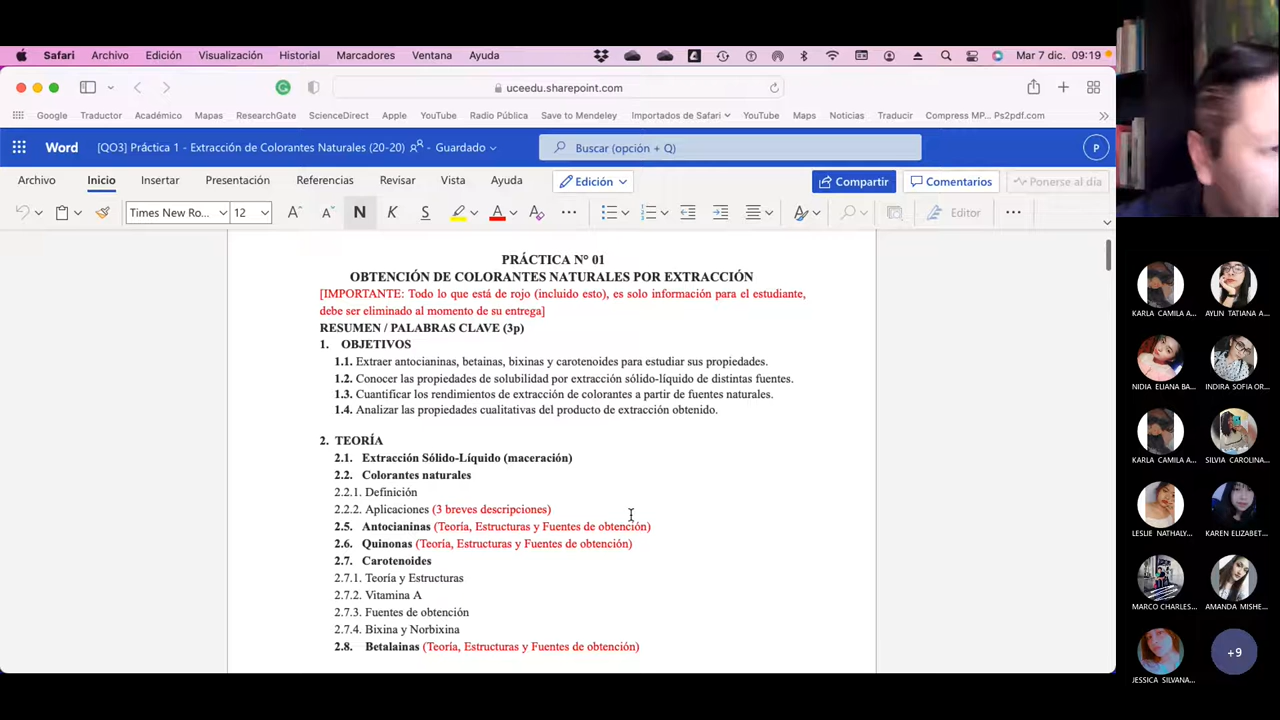 Safari Archivo Edición Visualización Historial Marcadores Ventana Ayuda Mar 7 dic. 09:19
uceedu.sharepoint.com
Google Traductor Académico Mapas ResearchGate ScienceDirect Apple YouTube Radio Pública Save to Mendeley Importados de Safari YouTube Maps Noticias Traducir Compress MP... Ps2pdf.com
Word [QO3] Práctica 1 - Extracción de Colorantes Naturales (20-20) - Guardado Buscar (opción + Q) P
Archivo Inicio Insertar Presentación Referencias Revisar Vista Ayuda Edición Compartir Comentarios Ponerse al día
Times New Ro... 12 N K S A Editor
PRÁCTICA N° 01
OBTENCIÓN DE COLORANTES NATURALES POR EXTRACCIÓN
[IMPORTANTE: Todo lo que está de rojo (incluido esto), es solo información para el estudiante,
debe ser eliminado al momento de su entrega]
RESUMEN / PALABRAS CLAVE (3p)
1. OBJETIVOS
1.1. Extraer antocianinas, betainas, bixinas y carotenoides para estudiar sus propiedades.
1.2. Conocer las propiedades de solubilidad por extracción sólido-líquido de distintas fuentes.
1.3. Cuantificar los rendimientos de extracción de colorantes a partir de fuentes naturales.
1.4. Analizar las propiedades cualitativas del producto de extracción obtenido.
2. TEORÍA
2.1. Extracción Sólido-Líquido (maceración)
2.2. Colorantes naturales
2.2.1. Definición
2.2.2. Aplicaciones (3 breves descripciones)
2.5. Antocianinas (Teoría, Estructuras y Fuentes de obtención)
2.6. Quinonas (Teoría, Estructuras y Fuentes de obtención)
2.7. Carotenoides
2.7.1. Teoría y Estructuras
2.7.2. Vitamina A
2.7.3. Fuentes de obtención
2.7.4. Bixina y Norbixina
2.8. Betalainas (Teoría, Estructuras y Fuentes de obtención)
KARLA CAMILA A... AYLIN TATIANA A...
NIDIA ELIANA BA... INDIRA SOFIA OR...
KARLA CAMILA A... SILVIA CAROLINA...
LESLIE NATHALY... KAREN ELIZABET...
MARCO CHARLES... AMANDA MISHE...
JESSICA SILVANA... +9